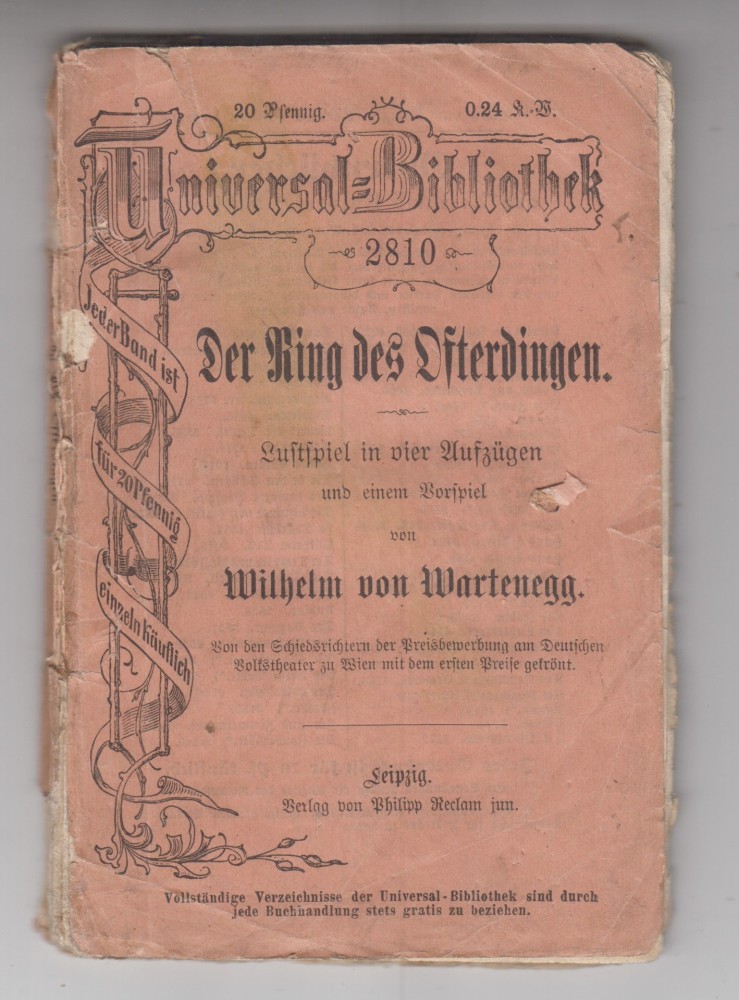 20 Pfennig. 0.24 K.-W.
Universal=Bibliothek
2810
Jeder Band ist
für 20 Pfennig
einzeln käuflich
Der Ring des Ofterdingen.
Lustspiel in vier Aufzügen
und einem Vorspiel
von
Wilhelm von Wartenegg.
Von den Schiedsrichtern der Preisbewerbung am Deutschen
Volkstheater zu Wien mit dem ersten Preise gekrönt.
Leipzig.
Verlag von Philipp Reclam jun.
Vollständige Verzeichnisse der Universal-Bibliothek sind durch
jede Buchhandlung stets gratis zu beziehen.